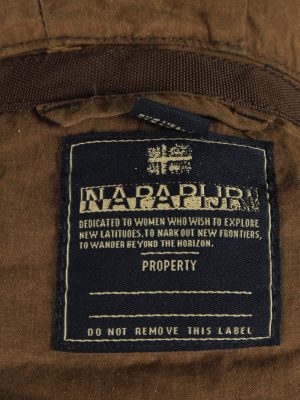 NAPAPIJRI
DEDICATED TO WOMEN WHO WISH TO EXPLORE
NEW LATITUDES, TO MARK OUT NEW FRONTIERS,
TO WANDER BEYOND THE HORIZON.
PROPERTY
DO NOT REMOVE THIS LABEL